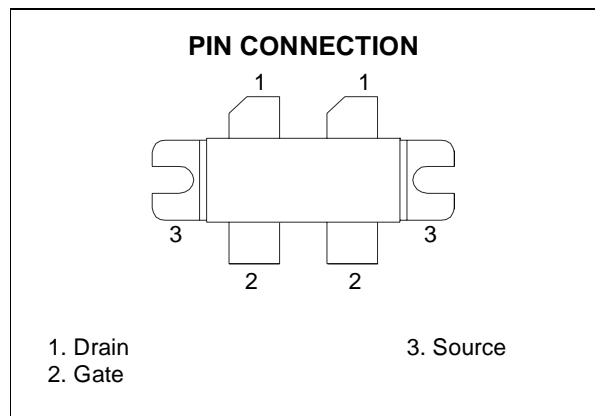 PIN CONNECTION
1 1
3 3
2 2
1. Drain 3. Source
2. Gate